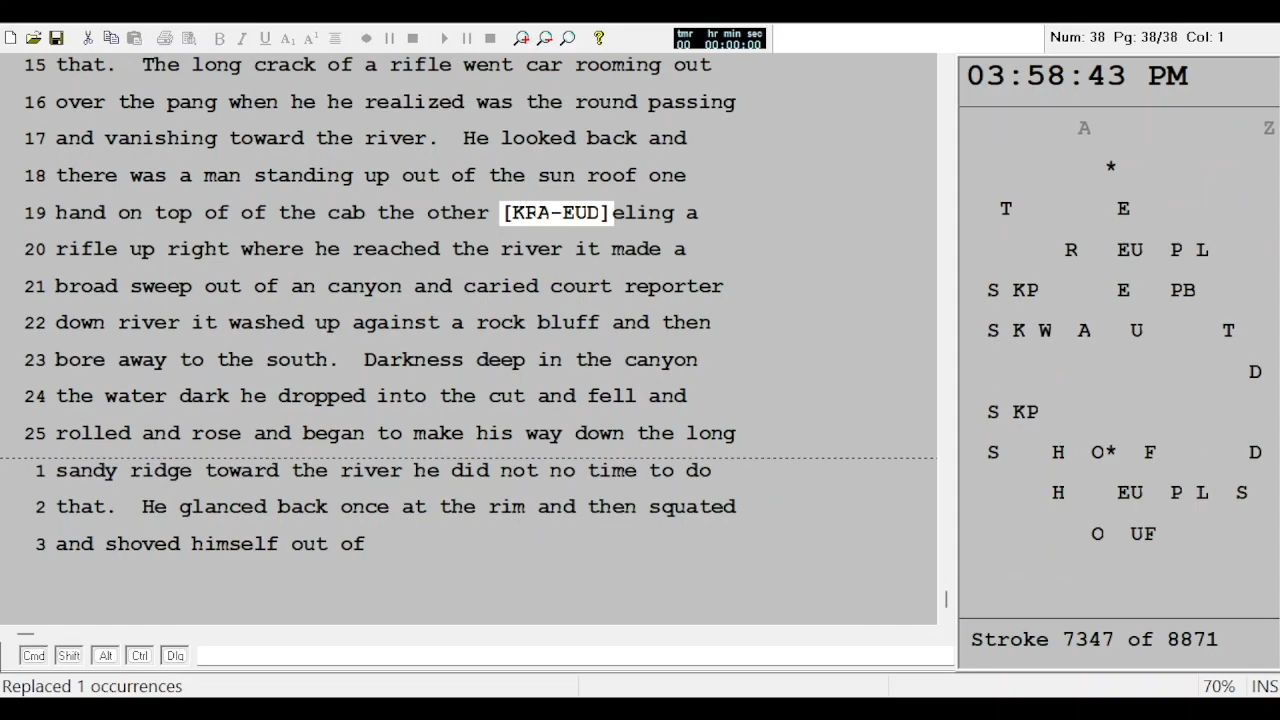 tmr hr min sec
00 00:00:00
Num: 38 Pg: 38/38 Col: 1
15 that. The long crack of a rifle went car rooming out
16 over the pang when he he realized was the round passing
17 and vanishing toward the river. He looked back and
18 there was a man standing up out of the sun roof one
19 hand on top of of the cab the other [KRA-EUD]eling a
20 rifle up right where he reached the river it made a
21 broad sweep out of an canyon and caried court reporter
22 down river it washed up against a rock bluff and then
23 bore away to the south. Darkness deep in the canyon
24 the water dark he dropped into the cut and fell and
25 rolled and rose and began to make his way down the long
1 sandy ridge toward the river he did not no time to do
2 that. He glanced back once at the rim and then squated
3 and shoved himself out of
03:58:43 PM
A Z
*
T E
R EU P L
S KP E PB
S K W A U T
D
S KP
S H O* F D
H EU P L S
O UF
Stroke 7347 of 8871
Cmd Shift Alt Ctrl Dlg
Replaced 1 occurrences
70% INS